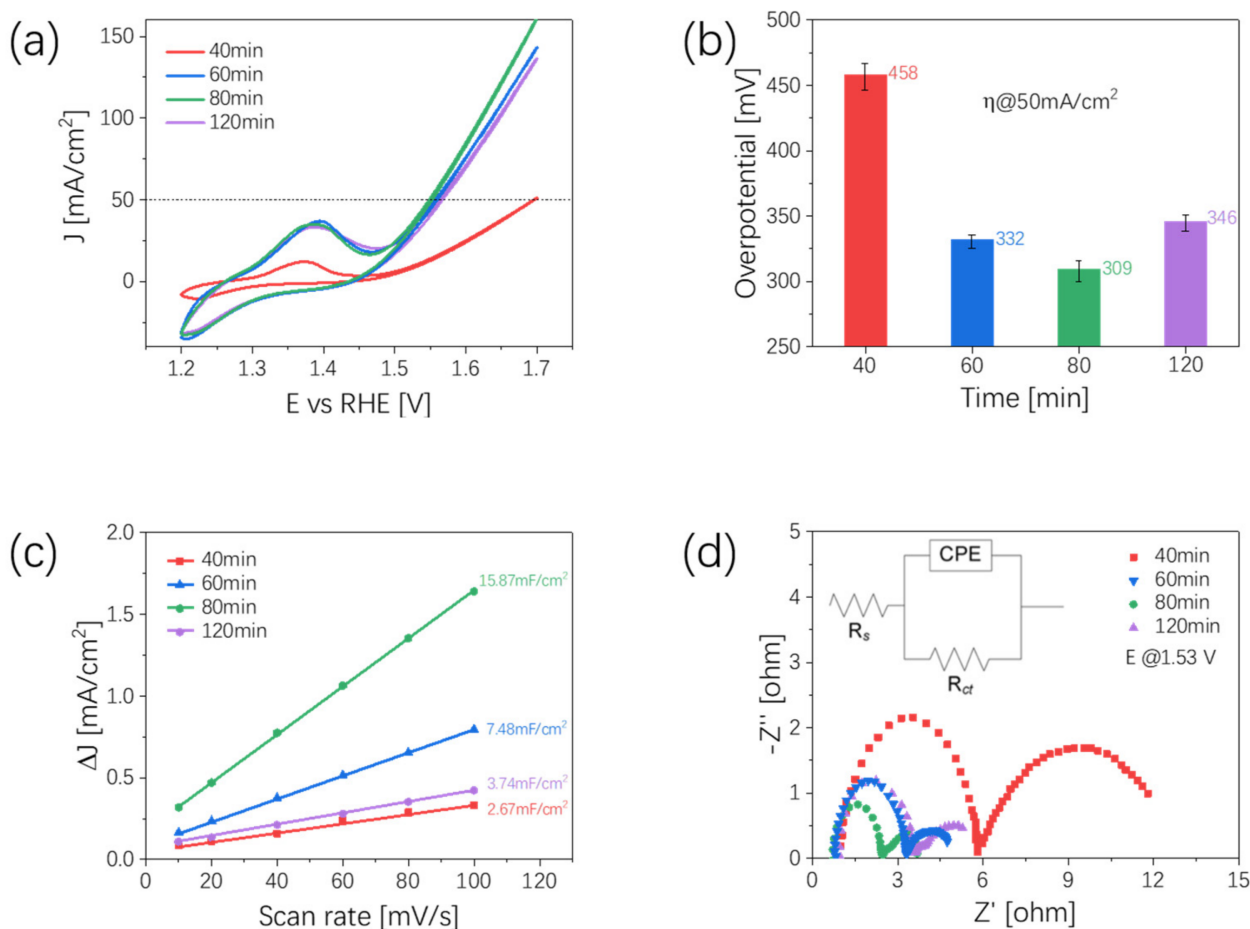 (a)
150
100
50
0
J [mA/cm²]
40min
60min
80min
120min
1.2 1.3 1.4 1.5 1.6 1.7
E vs RHE [V]
(b)
500
450
400
350
300
250
Overpotential [mV]
458
332
309
346
η@50mA/cm²
40 60 80 120
Time [min]
(c)
2.0
1.5
1.0
0.5
0.0
ΔJ [mA/cm²]
40min
60min
80min
120min
15.87mF/cm²
7.48mF/cm²
3.74mF/cm²
2.67mF/cm²
0 20 40 60 80 100 120
Scan rate [mV/s]
(d)
5
4
3
2
1
0
-Z'' [ohm]
CPE
Rs
Rct
40min
60min
80min
120min
E @1.53 V
0 3 6 9 12 15
Z' [ohm]